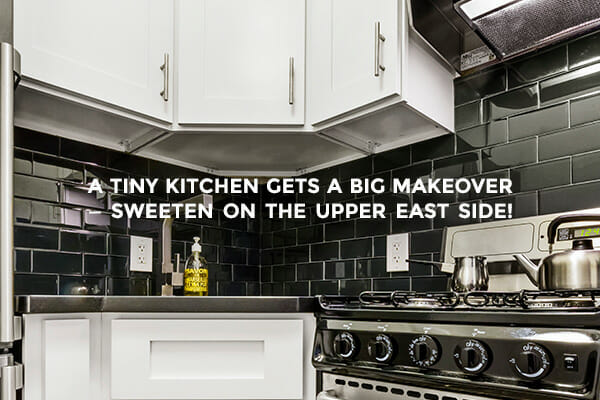 A TINY KITCHEN GETS A BIG MAKEOVER
– SWEETEN ON THE UPPER EAST SIDE!